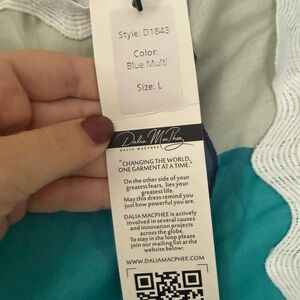 Style: D1843
Color:
Blue Multi
Size: L
Dalia MacPhee
DALIA MACPHEE
"CHANGING THE WORLD,
ONE GARMENT AT A TIME."
On the other side of your
greatest fears, lies your
greatest life.
May this dress remind you
just how powerful you are.
DALIA MACPHEE is actively
involved in several causes
and innovation projects
across the globe.
To stay in the loop please
join our mailing list at the
website below:
WWW.DALIAMACPHEE.COM